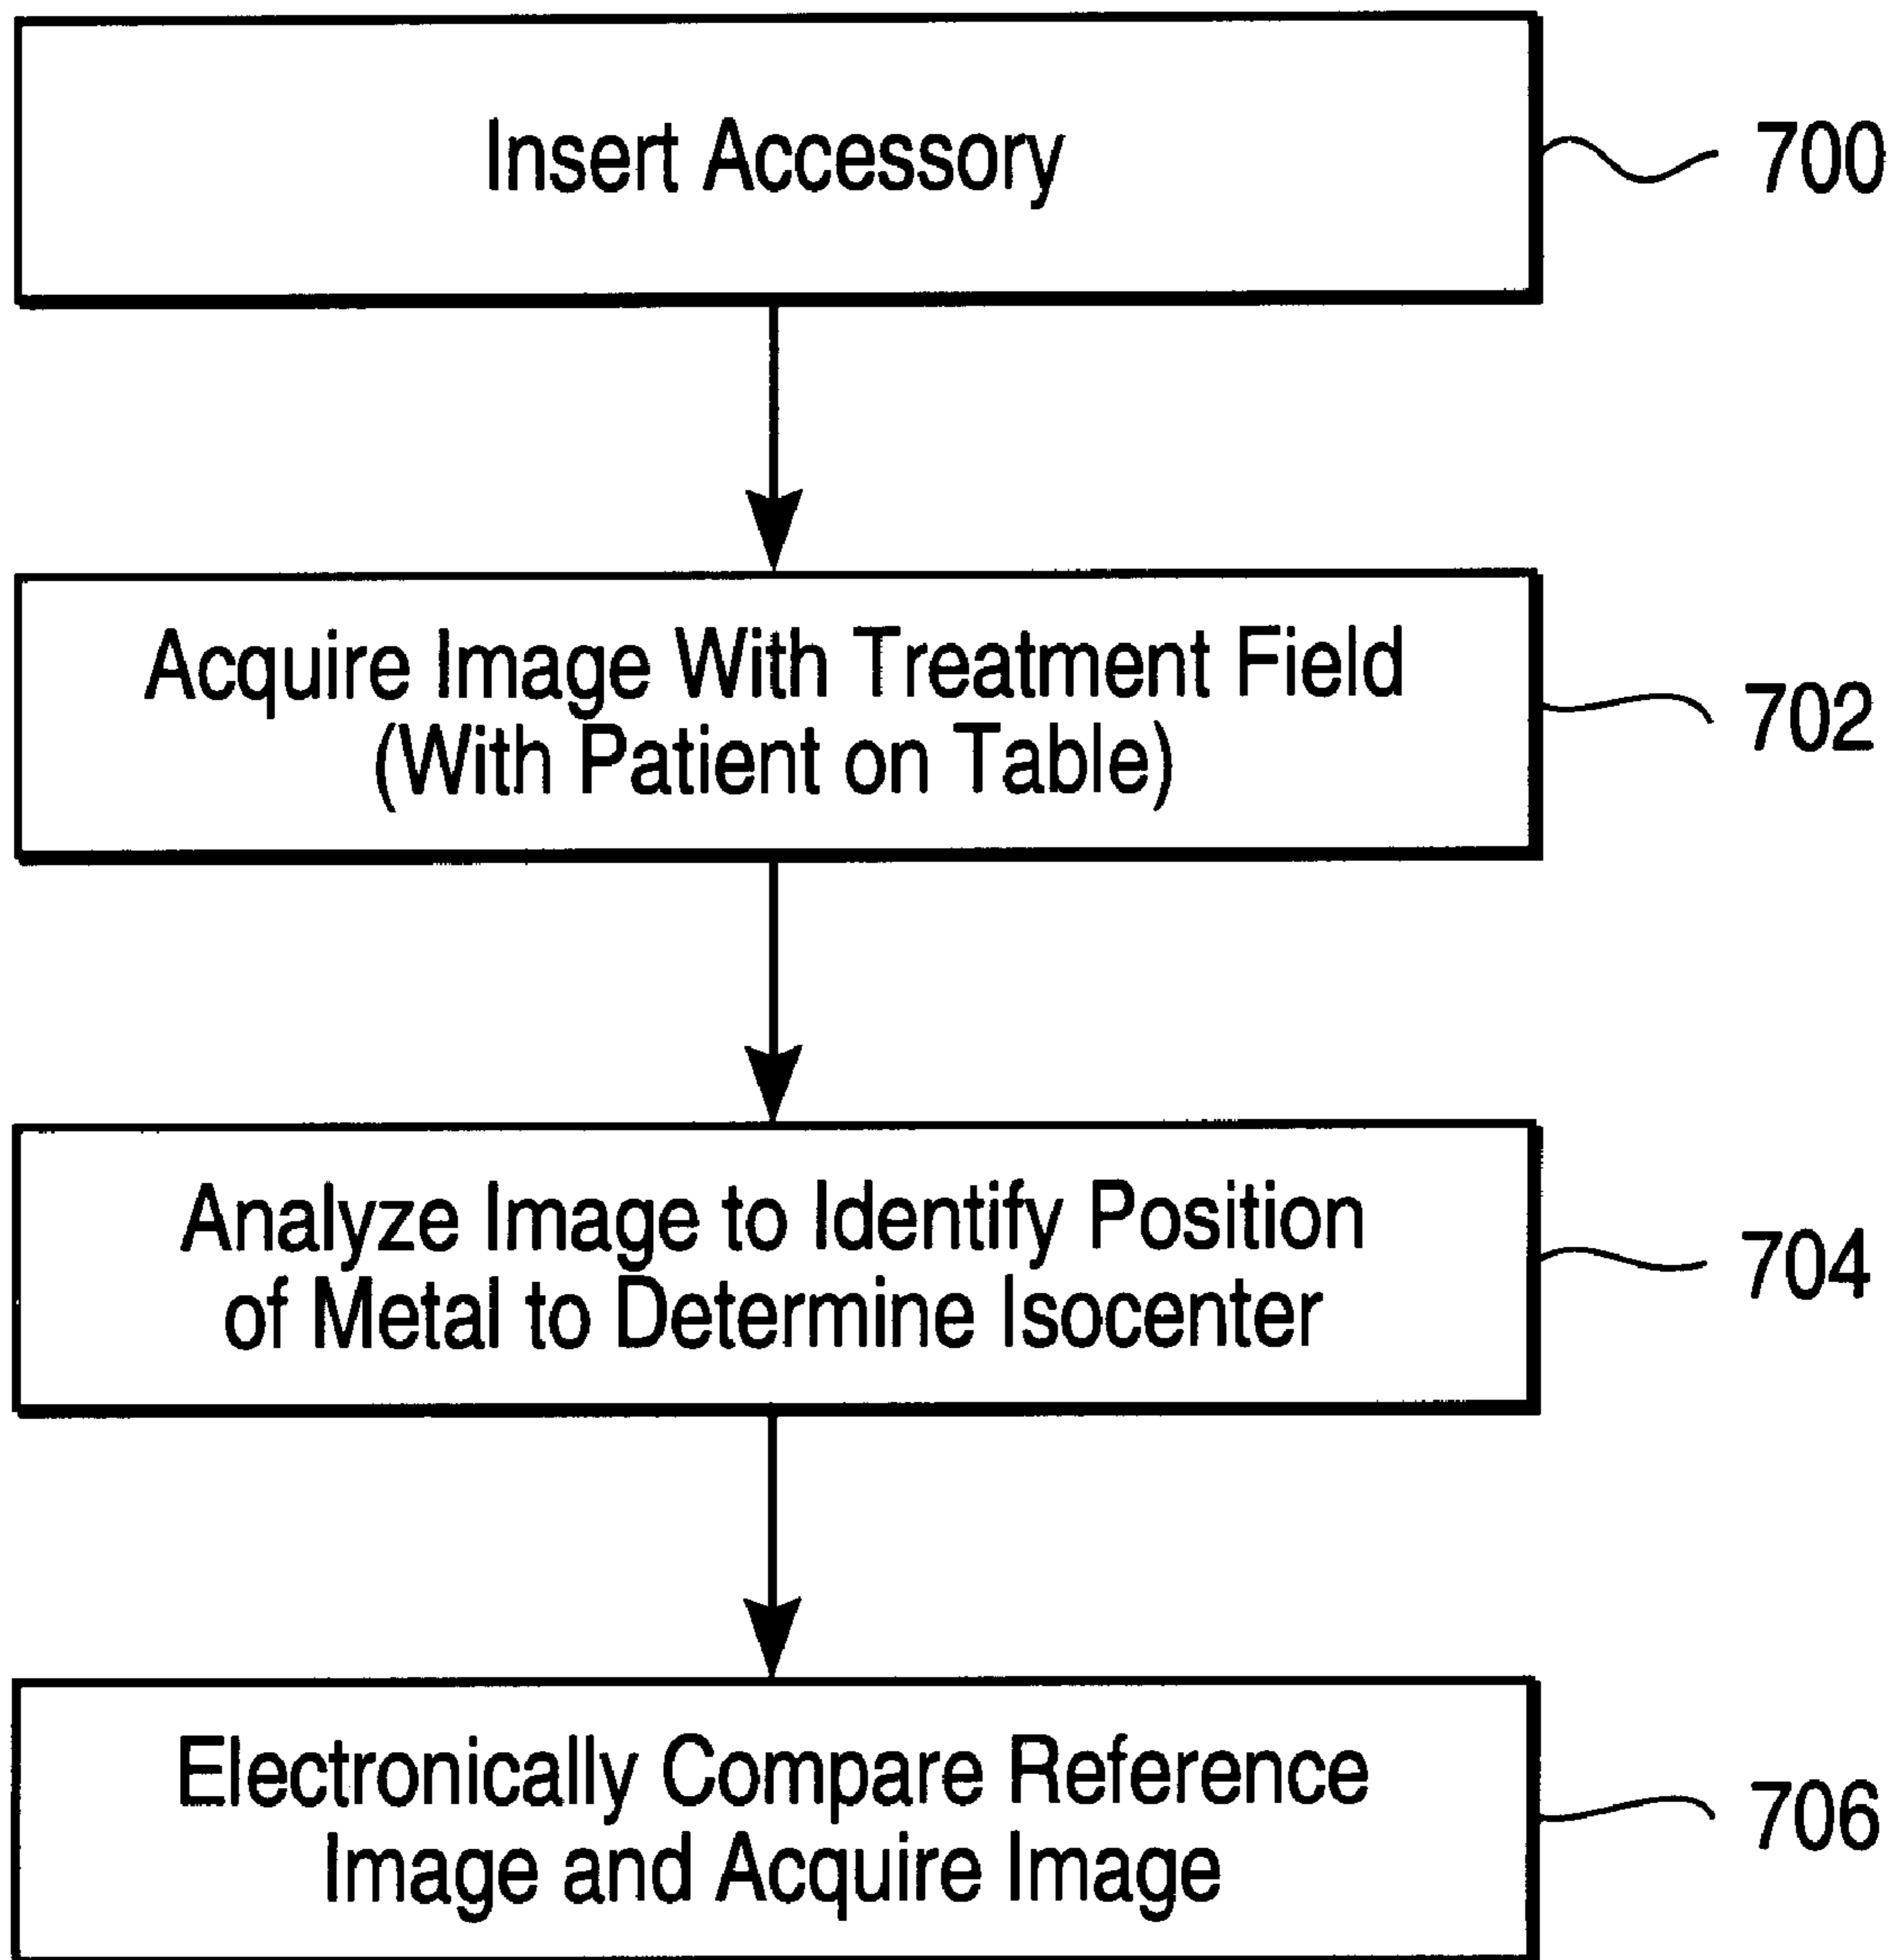 Insert Accessory
700
Acquire Image With Treatment Field
(With Patient on Table)
702
Analyze Image to Identify Position
of Metal to Determine Isocenter
704
Electronically Compare Reference
Image and Acquire Image
706